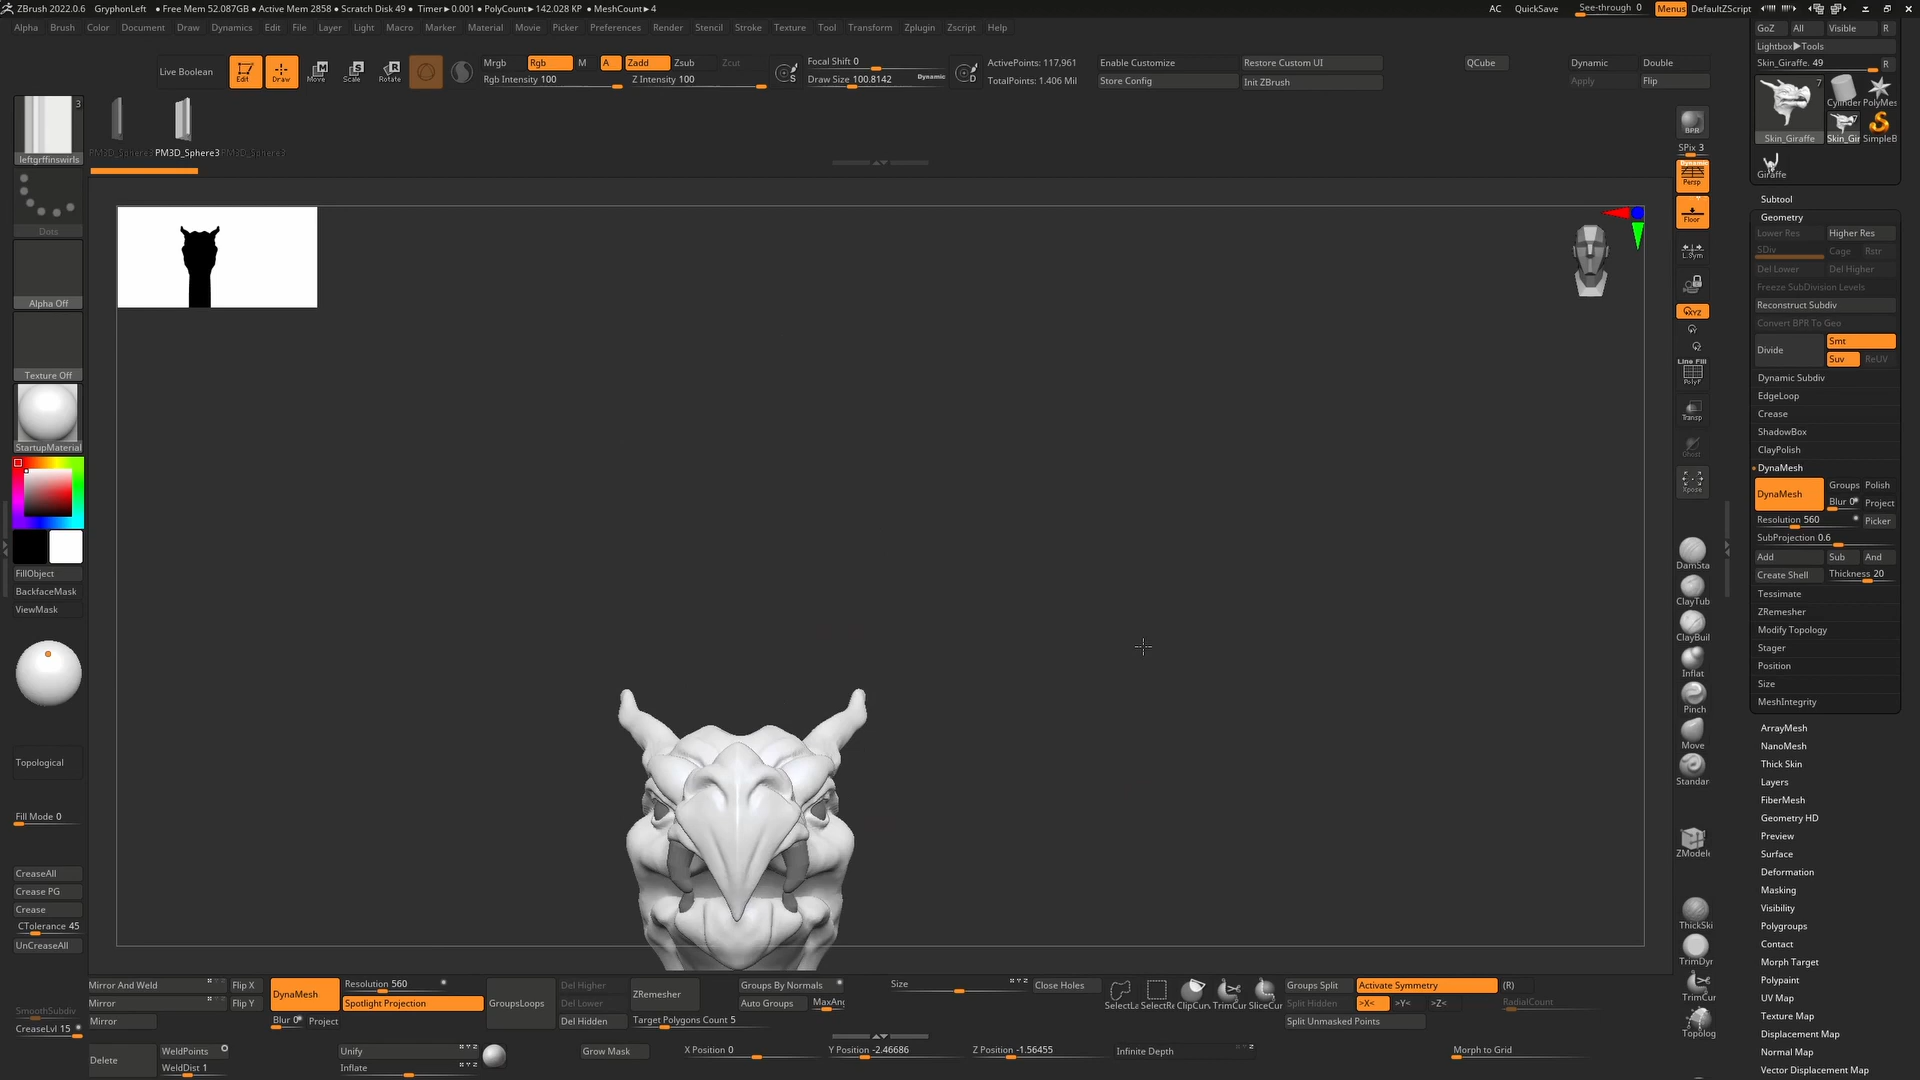 ZBrush 2022.0.6 GryphonLeft • Free Mem 52.087GB • Active Mem 2858 • Scratch Disk 49 • Timer▸0.001 • PolyCount▸142.028 KP • MeshCount▸4
AC QuickSave See-through 0 Menus DefaultZScript
Alpha Brush Color Document Draw Dynamics Edit File Layer Light Macro Marker Material Movie Picker Preferences Render Stencil Stroke Texture Tool Transform Zplugin Zscript Help
GoZ All Visible R
Lightbox▶Tools
Skin_Giraffe. 49 R
Live Boolean Edit Draw Move Scale Rotate
Mrgb Rgb M A Zadd Zsub Zcut
Rgb Intensity 100 Z Intensity 100
Focal Shift 0
Draw Size 100.8142 Dynamic
ActivePoints: 117,961
TotalPoints: 1.406 Mil
Enable Customize Restore Custom UI
Store Config Init ZBrush
QCube Dynamic Double
Apply Flip
3
leftgrffinswirls
PM3D_Sphere3 PM3D_Sphere3 PM3D_Sphere3
Dots
Alpha Off
Texture Off
StartupMaterial
FillObject
BackfaceMask
ViewMask
Topological
Fill Mode 0
CreaseAll
Crease PG
Crease
CTolerance 45
UnCreaseAll
SmoothSubdiv
CreaseLvl 15
BPR
SPix 3
Dynamic
Persp
Floor
L.Sym
XYZ
Line Fill
PolyF
Transp
Ghost
Xpose
DamSta
ClayTub
ClayBuil
Inflat
Pinch
Move
Standar
ZModele
ThickSki
TrimDyr
TrimCur
Topolog
7
Skin_Giraffe
Cylinder PolyMes
Skin_Gir SimpleB
Giraffe
Subtool
Geometry
Lower Res Higher Res
SDiv Cage Rstr
Del Lower Del Higher
Freeze SubDivision Levels
Reconstruct Subdiv
Convert BPR To Geo
Divide Smt
Suv ReUV
Dynamic Subdiv
EdgeLoop
Crease
ShadowBox
ClayPolish
DynaMesh
DynaMesh Groups Polish
Blur 0 Project
Resolution 560 Picker
SubProjection 0.6
Add Sub And
Create Shell Thickness 20
Tessimate
ZRemesher
Modify Topology
Stager
Position
Size
MeshIntegrity
ArrayMesh
NanoMesh
Thick Skin
Layers
FiberMesh
Geometry HD
Preview
Surface
Deformation
Masking
Visibility
Polygroups
Contact
Morph Target
Polypaint
UV Map
Texture Map
Displacement Map
Normal Map
Vector Displacement Map
Mirror And Weld Flip X
Mirror Flip Y
Mirror
DynaMesh Resolution 560
Spotlight Projection
Blur 0 Project
GroupsLoops
Del Higher
Del Lower
Del Hidden
ZRemesher
Target Polygons Count 5
Groups By Normals
Auto Groups MaxAng
Size
Close Holes
SelectLa SelectRe ClipCurv TrimCur SliceCur
Groups Split Activate Symmetry (R)
Split Hidden >X< >Y< >Z< RadialCount
Split Unmasked Points
Delete WeldPoints
WeldDist 1
Unify
Inflate
Grow Mask
X Position 0 Y Position -2.46686 Z Position -1.56455
Infinite Depth
Morph to Grid